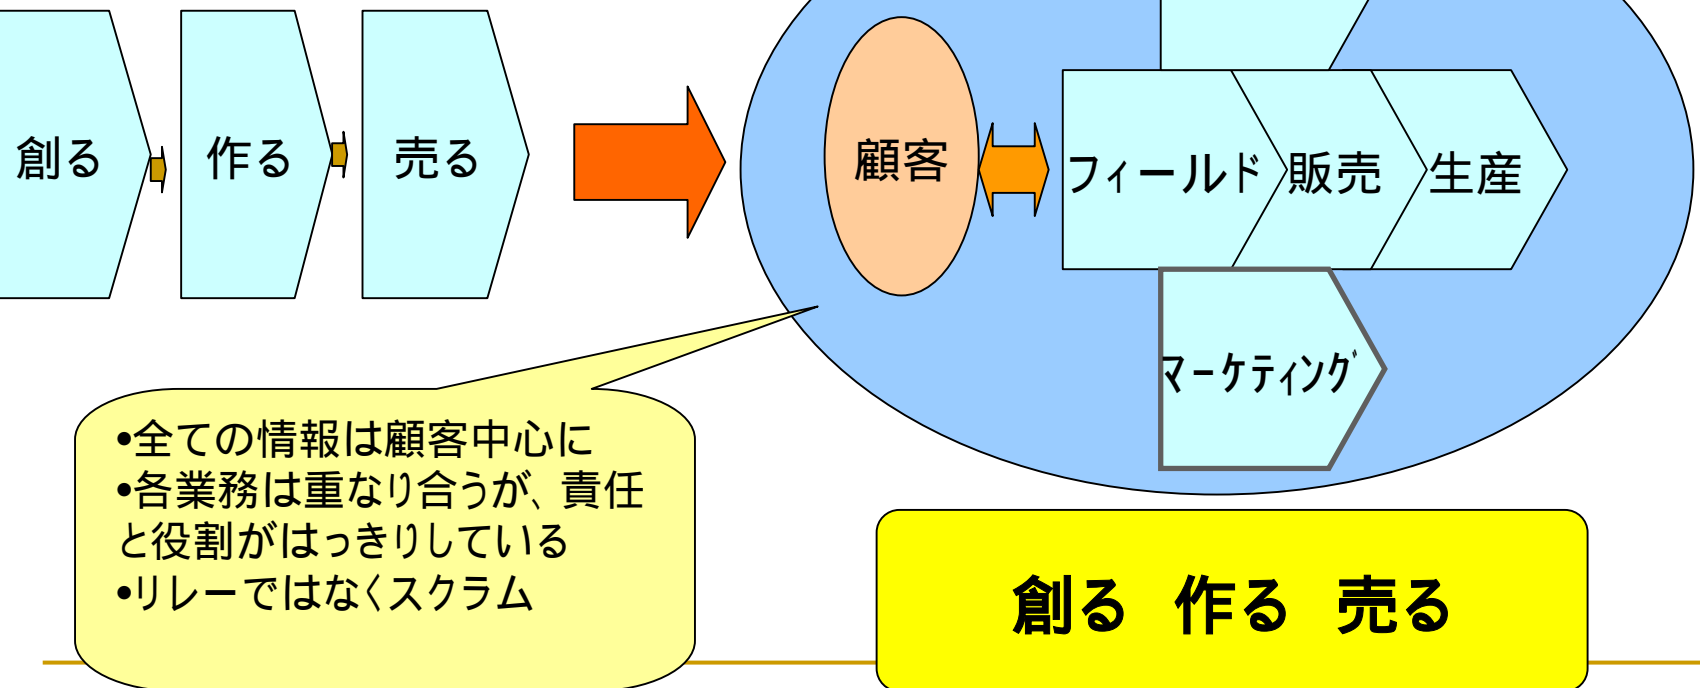 創る
作る
売る
顧客
フィールド
販売
生産
マーケティング
•全ての情報は顧客中心に
•各業務は重なり合うが、責任
と役割がはっきりしている
•リレーではなくスクラム
創る 作る 売る